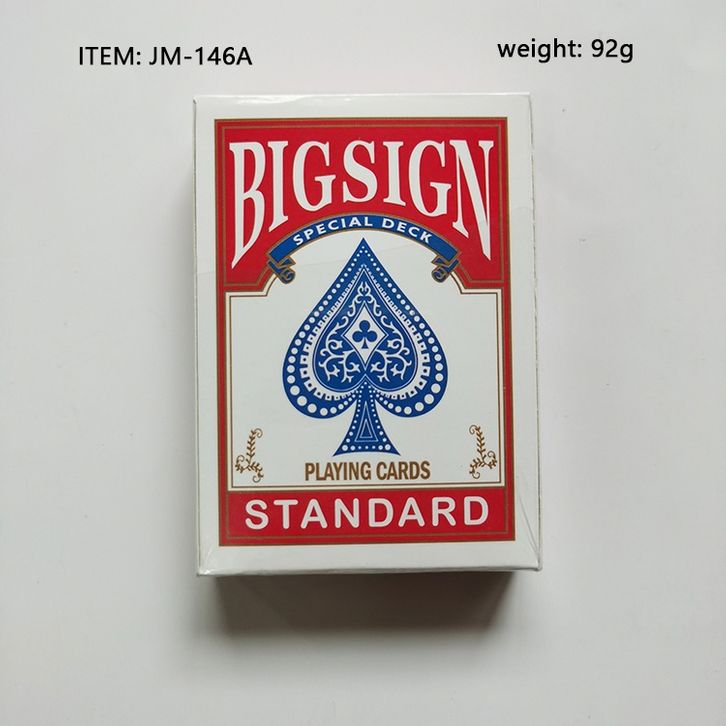 ITEM: JM-146A
weight: 92g
BIGSIGN
SPECIAL DECK
PLAYING CARDS
STANDARD